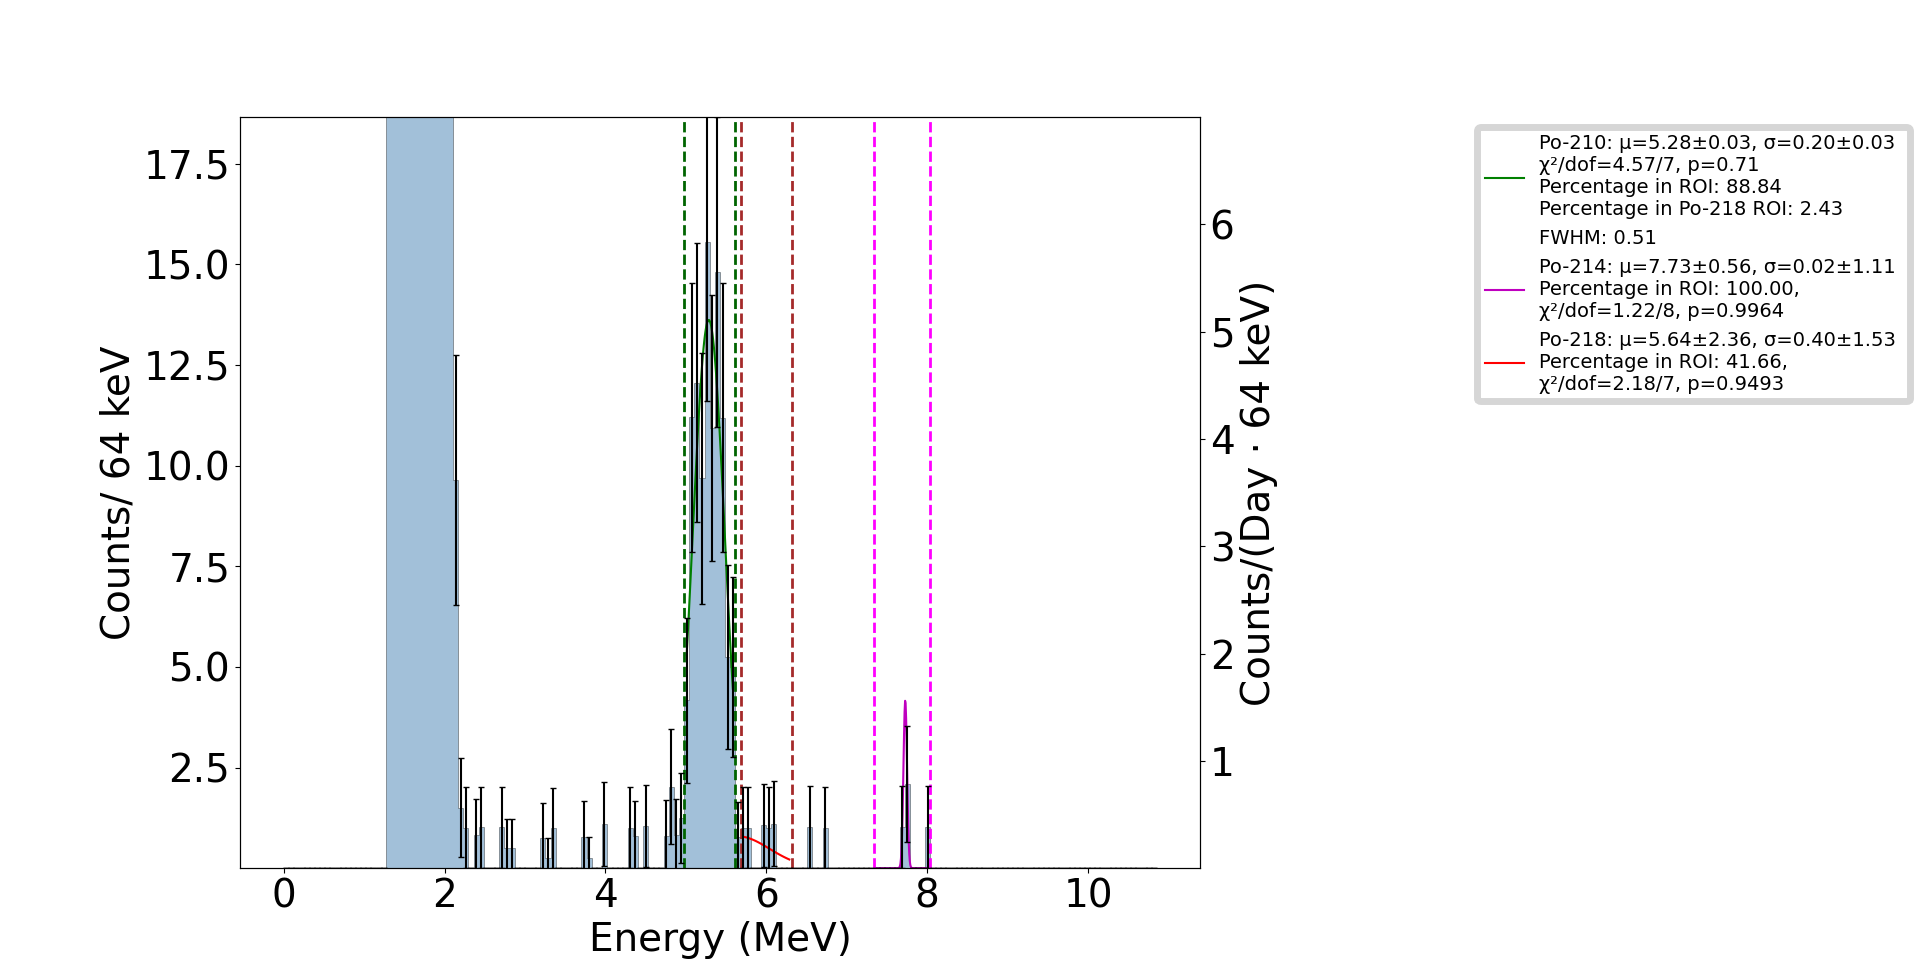 17.5
15.0
12.5
10.0
7.5
5.0
2.5
Counts/ 64 keV
0 2 4 6 8 10
Energy (MeV)
6
5
4
3
2
1
Counts/(Day · 64 keV)
Po-210: μ=5.28±0.03, σ=0.20±0.03
χ²/dof=4.57/7, p=0.71
Percentage in ROI: 88.84
Percentage in Po-218 ROI: 2.43
FWHM: 0.51
Po-214: μ=7.73±0.56, σ=0.02±1.11
Percentage in ROI: 100.00,
χ²/dof=1.22/8, p=0.9964
Po-218: μ=5.64±2.36, σ=0.40±1.53
Percentage in ROI: 41.66,
χ²/dof=2.18/7, p=0.9493